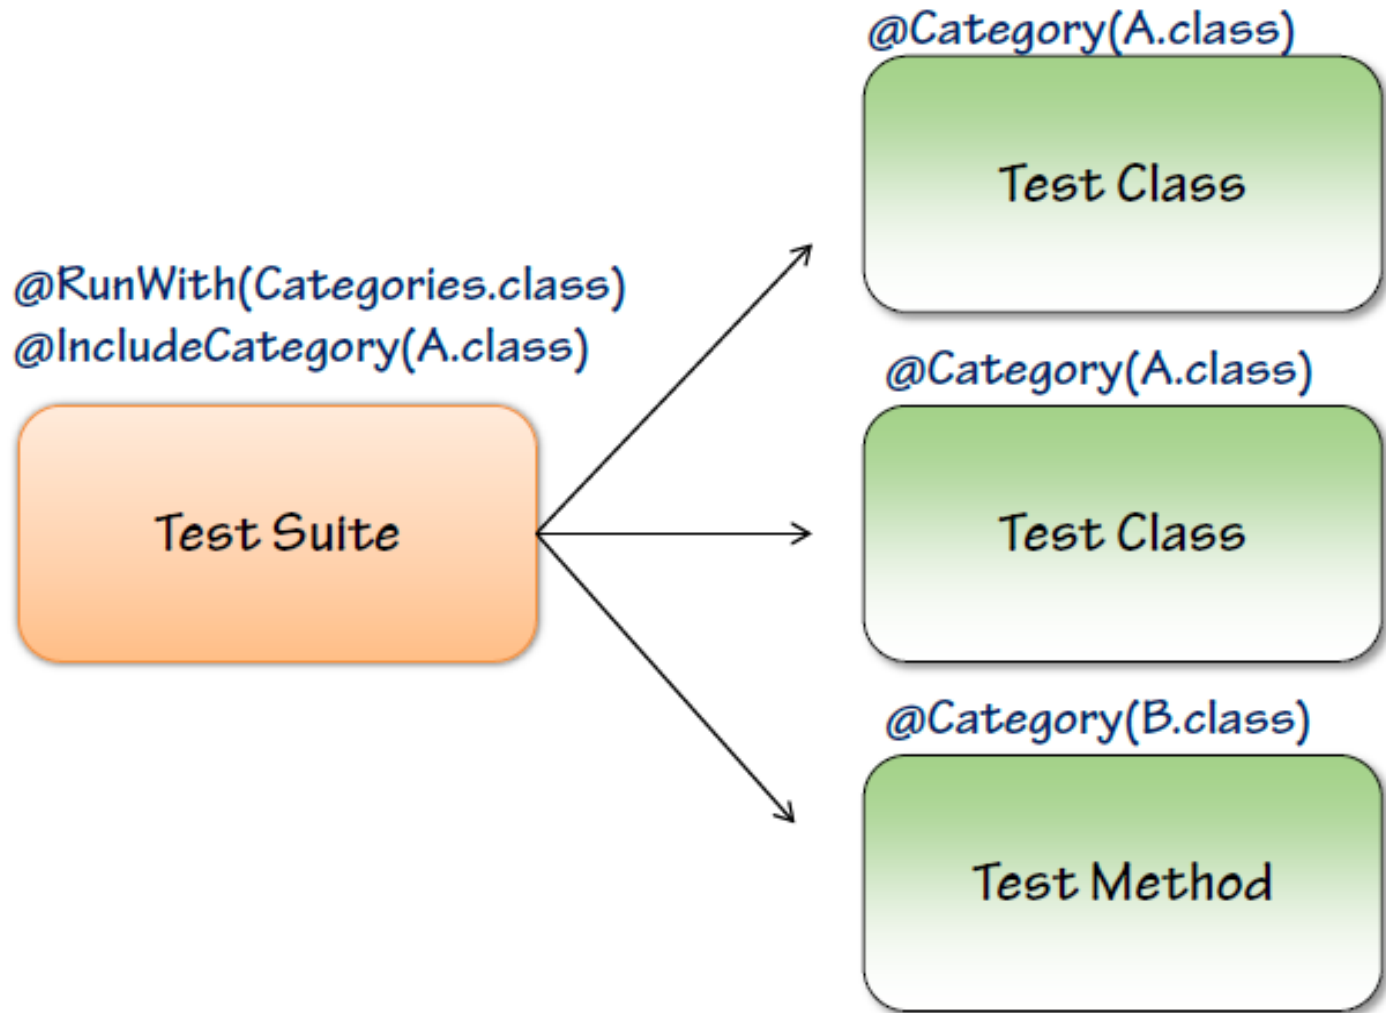 @Category(A.class)
Test Class
@RunWith(Categories.class)
@IncludeCategory(A.class)
@Category(A.class)
Test Suite
Test Class
@Category(B.class)
Test Method